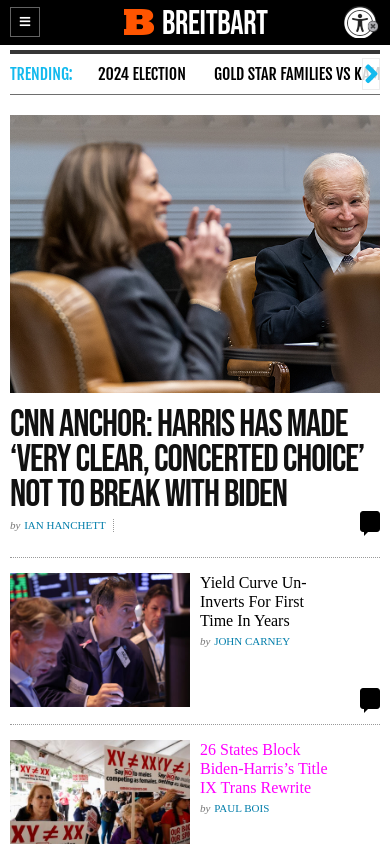 BREITBART
TRENDING: 2024 ELECTION GOLD STAR FAMILIES VS K
CNN ANCHOR: HARRIS HAS MADE
‘VERY CLEAR, CONCERTED CHOICE’
NOT TO BREAK WITH BIDEN
by IAN HANCHETT
Yield Curve Un-
Inverts For First
Time In Years
by JOHN CARNEY
26 States Block
Biden-Harris’s Title
IX Trans Rewrite
by PAUL BOIS
XY ≠ XX
XY ≠ XX
XY ≠ XX